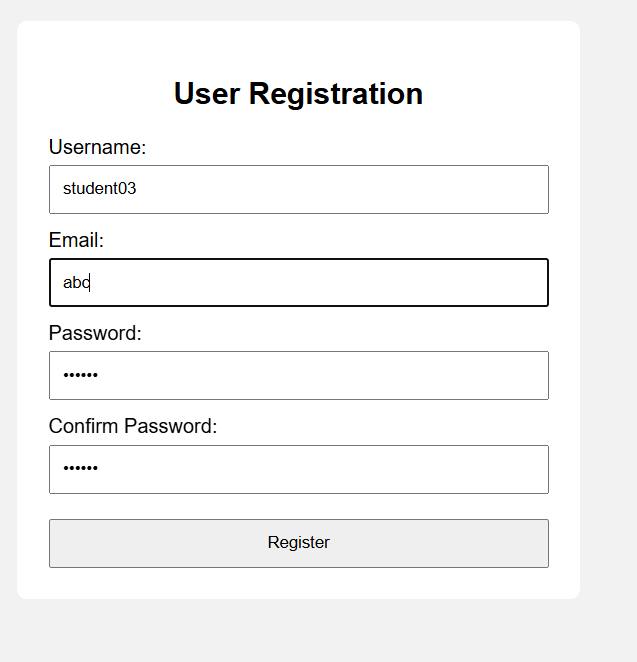 User Registration
Username:
student03
Email:
abc
Password:
••••••
Confirm Password:
••••••
Register